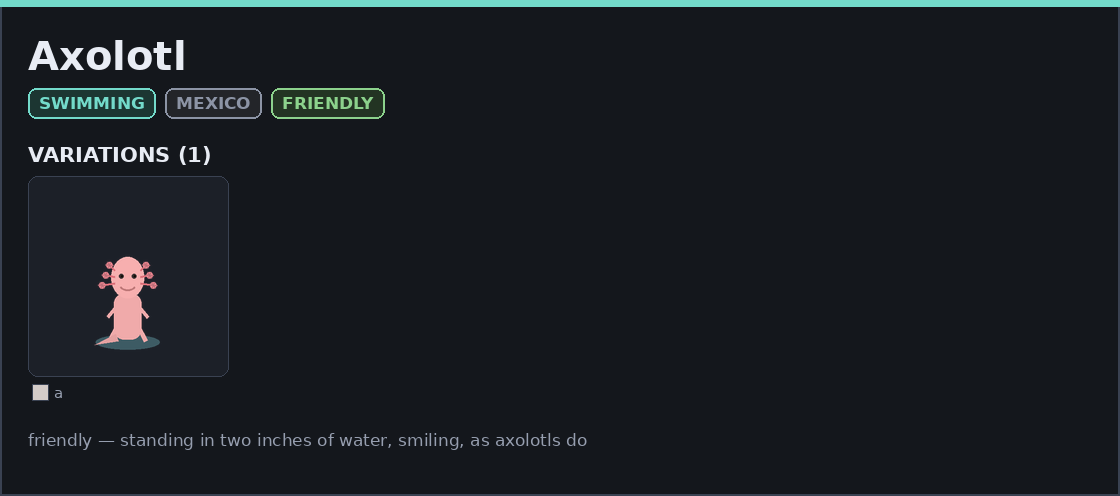 Axolotl
SWIMMING MEXICO FRIENDLY
VARIATIONS (1)
a
friendly — standing in two inches of water, smiling, as axolotls do